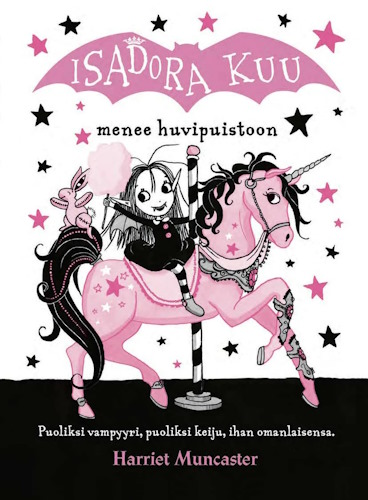 ISADORA KUU
menee huvipuistoon
Puoliksi vampyyri, puoliksi keiju, ihan omanlaisensa.
Harriet Muncaster